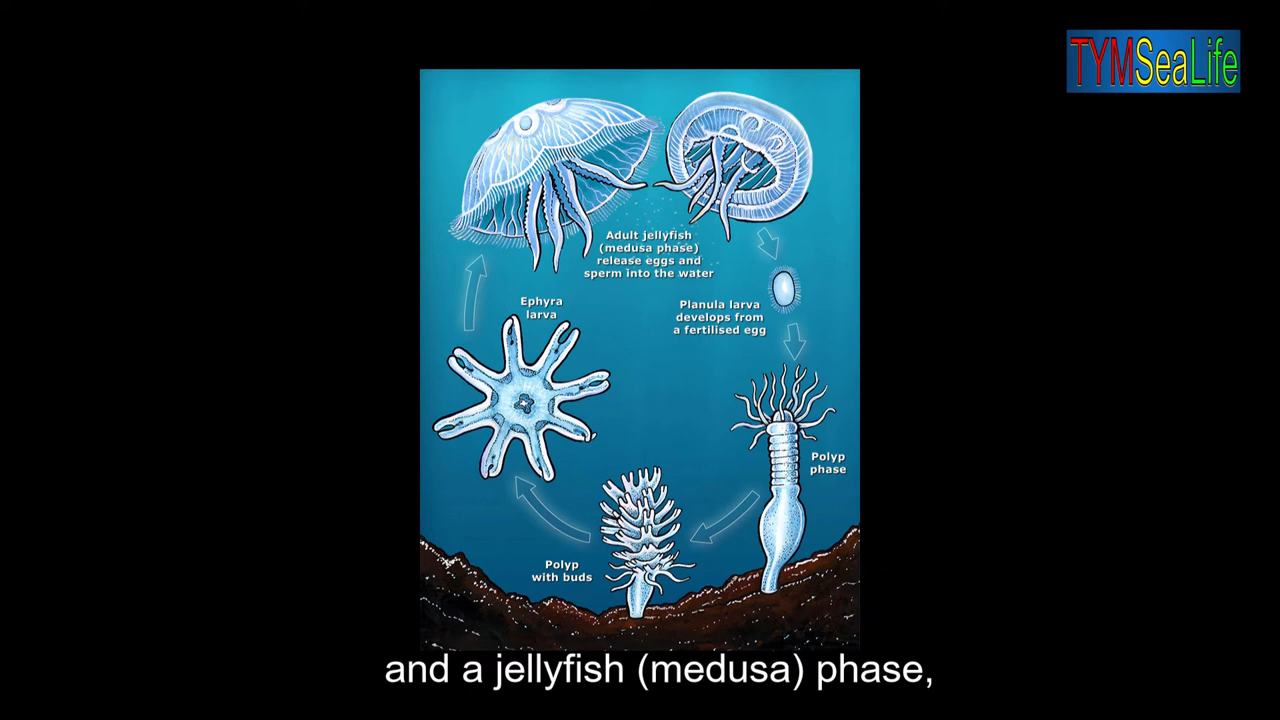 TYMSeaLife
Adult jellyfish
(medusa phase)
release eggs and
sperm into the water
Ephyra
larva
Planula larva
develops from
a fertilised egg
Polyp
phase
Polyp
with buds
and a jellyfish (medusa) phase,